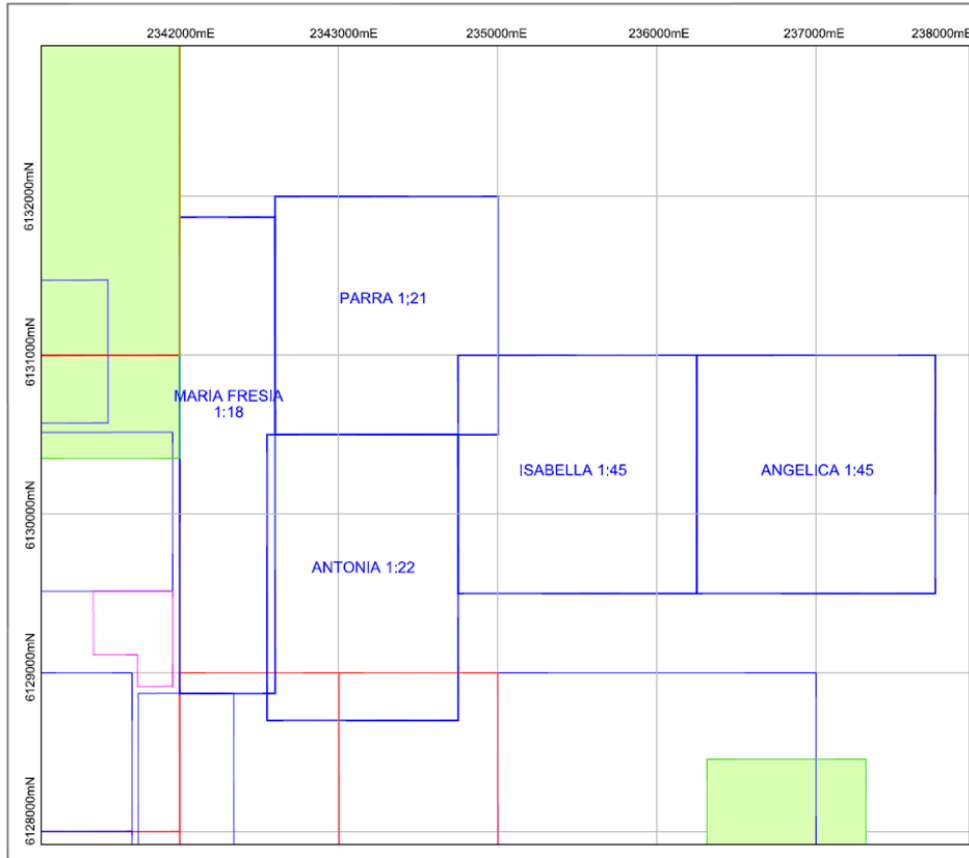 2342000mE 2343000mE 235000mE 236000mE 237000mE 238000mE
6132000mN
PARRA 1;21
6131000mN
MARIA FRESIA
1:18
ISABELLA 1:45 ANGELICA 1:45
6130000mN
ANTONIA 1:22
6129000mN
6128000mN